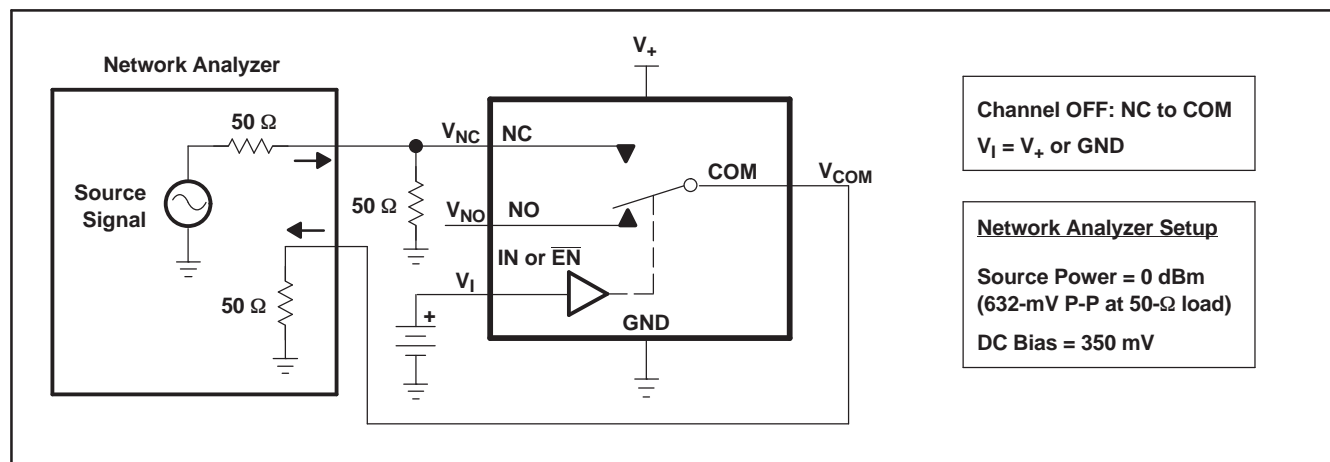 V+
Network Analyzer
50 Ω
Source
Signal
50 Ω
VNC
NC
50 Ω
VNO
NO
COM
VCOM
IN or E̅N̅
VI
+
GND
Channel OFF: NC to COM
VI = V+ or GND
Network Analyzer Setup
Source Power = 0 dBm
(632-mV P-P at 50-Ω load)
DC Bias = 350 mV